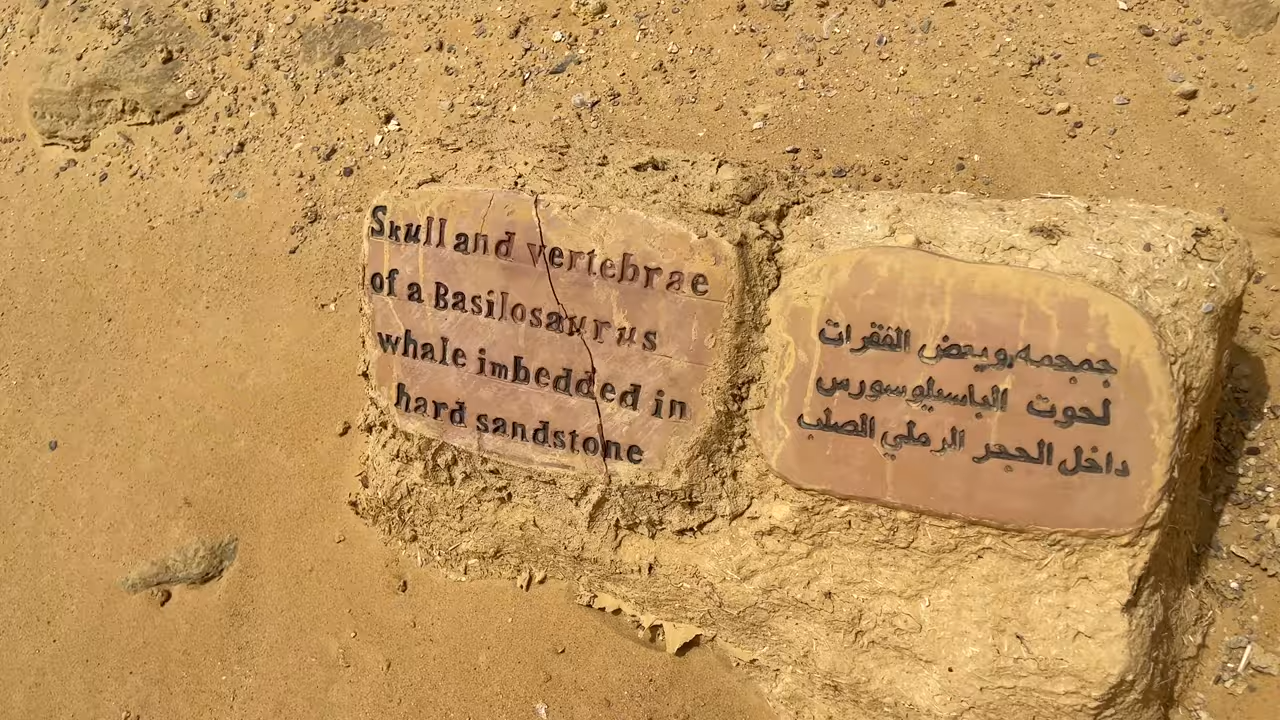 Skull and vertebrae
of a Basilosaurus
whale imbedded in
hard sandstone
جمجمه وبعض الفقرات
لحوت الباسيلوسورس
داخل الحجر الرملي الصلب